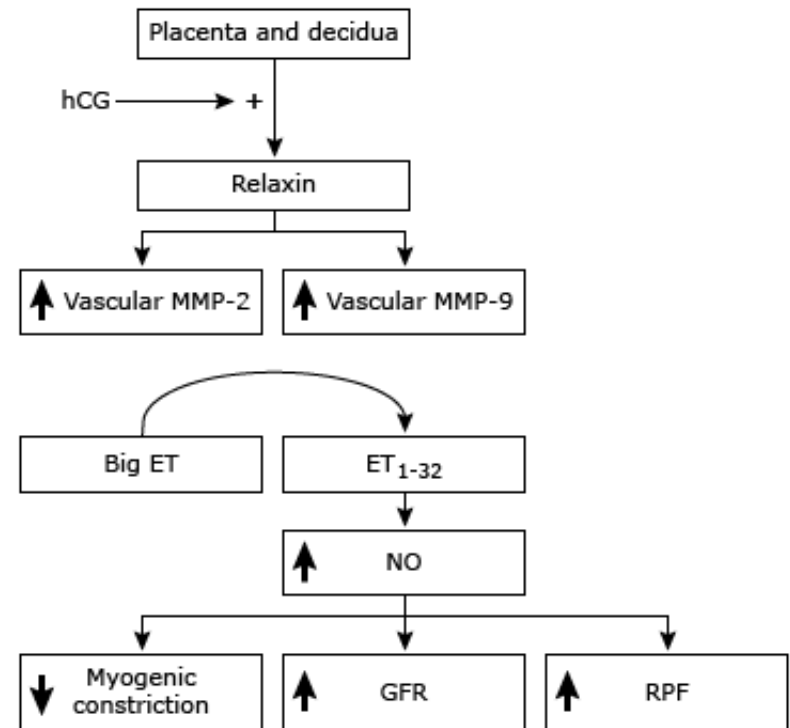 Placenta and decidua
hCG +
Relaxin
Vascular MMP-2
Vascular MMP-9
Big ET
ET1-32
NO
Myogenic
constriction
GFR
RPF